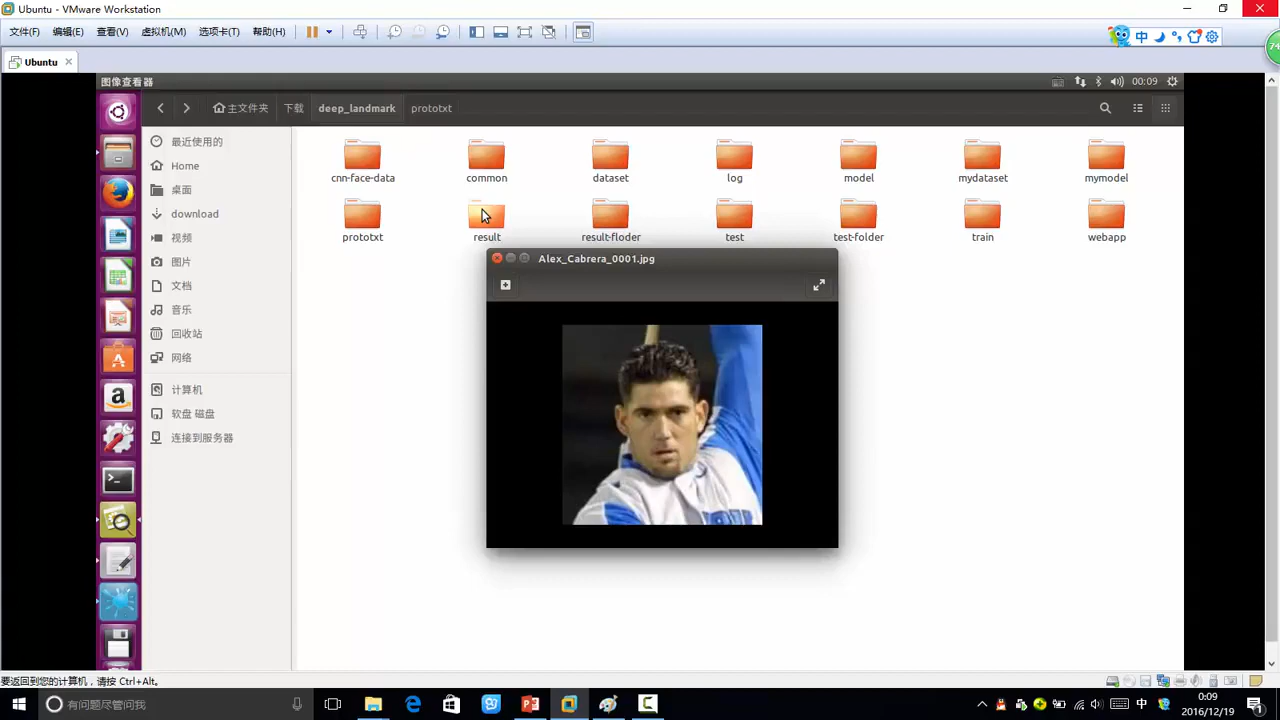 Ubuntu - VMware Workstation
文件(F) 编辑(E) 查看(V) 虚拟机(M) 选项卡(T) 帮助(H)
中
74
Ubuntu
图像查看器 00:09
主文件夹 下载 deep_landmark prototxt
最近使用的
Home
桌面
download
视频
图片
文档
音乐
回收站
网络
计算机
软盘 磁盘
连接到服务器
cnn-face-data common dataset log model mydataset mymodel
prototxt result result-floder test test-folder train webapp
Alex_Cabrera_0001.jpg
要返回到您的计算机，请按 Ctrl+Alt。
有问题尽管问我
中
0:09
2016/12/19